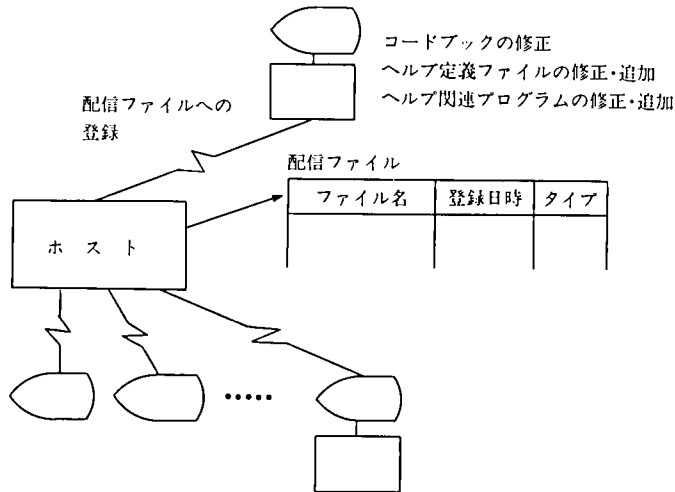 コードブックの修正
ヘルプ定義ファイルの修正・追加
ヘルプ関連プログラムの修正・追加
配信ファイルへの
登録
配信ファイル
ファイル名 登録日時 タイプ
ホスト